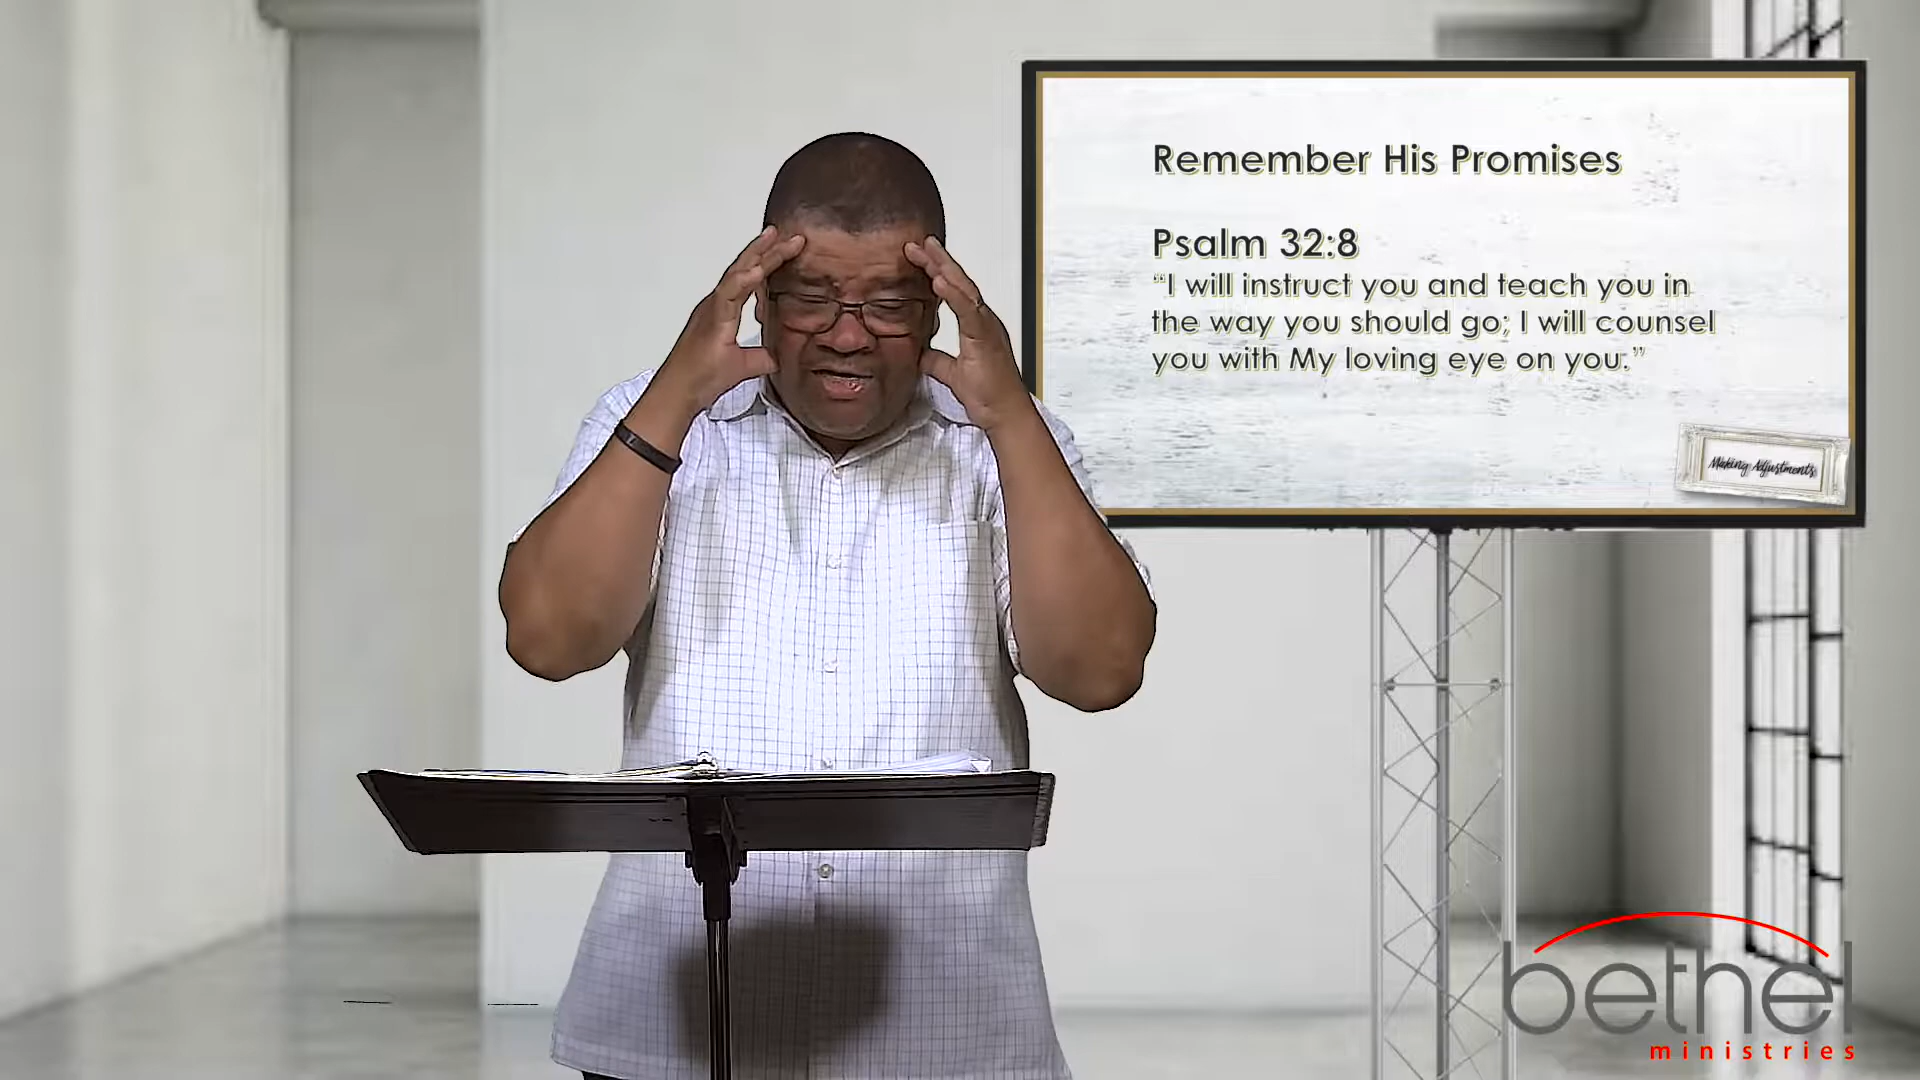 Remember His Promises
Psalm 32:8
“I will instruct you and teach you in
the way you should go; I will counsel
you with My loving eye on you.”
Making Adjustments
bethel
ministries